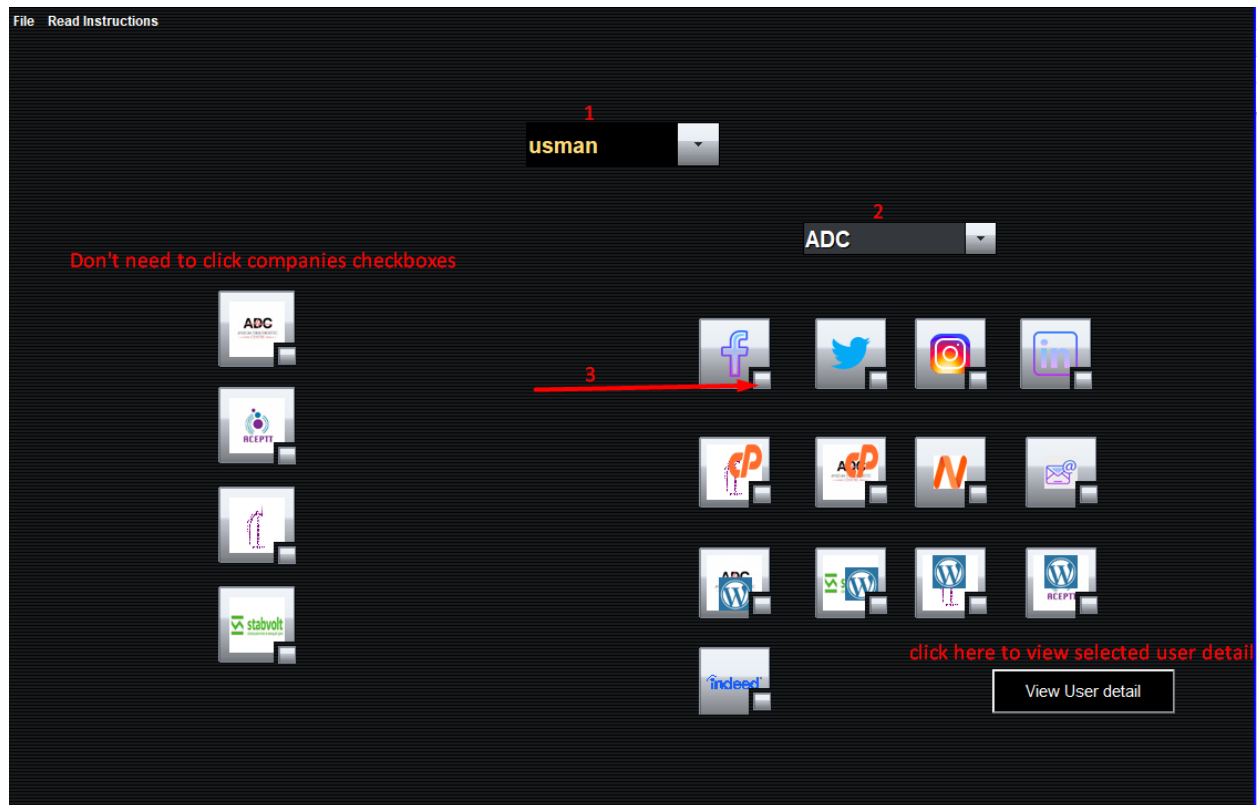 File Read Instructions
1
usman
2
ADC
Don't need to click companies checkboxes
ADC
3
ACEPTT
ADC
ADC
S
stabvolt
ACEPTT
click here to view selected user detail
indeed
View User detail